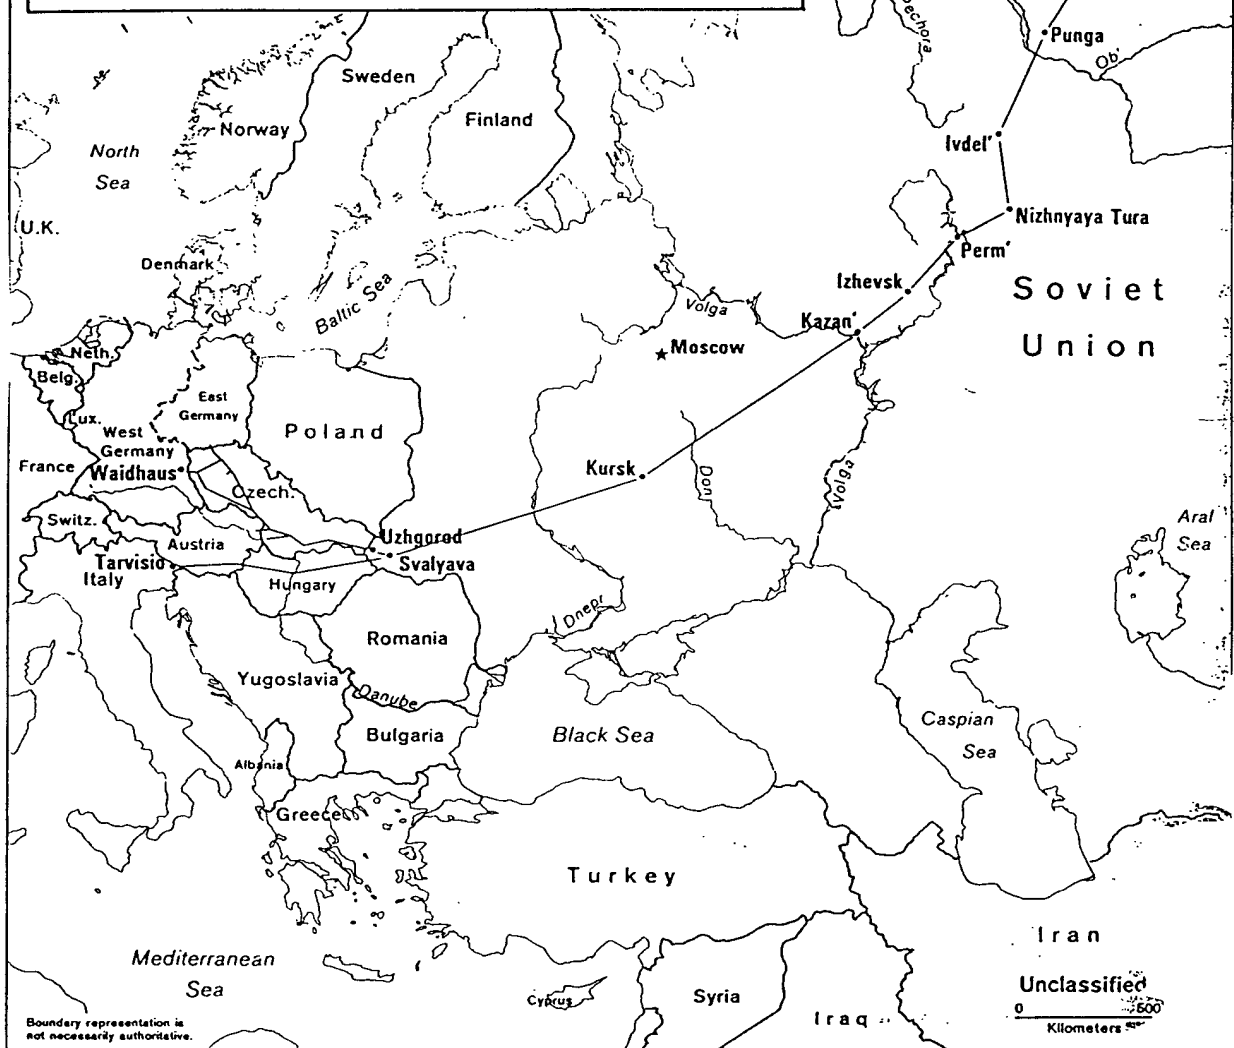 Pechora
Punga
Ob'
Sweden
Finland
Norway
Ivdel'
North
Sea
Nizhnyaya Tura
U.K.
Perm'
Denmark
Izhevsk
Soviet
Union
Baltic Sea
Volga
Kazan'
Moscow
Neth.
Belg.
East
Germany
Lux.
West
Germany
Poland
France
Waidhaus
Kursk
Don
Volga
Czech.
Switz.
Austria
Uzhgorod
Svalyava
Aral
Sea
Tarvisio
Italy
Hungary
Dnepr
Romania
Yugoslavia
Danube
Bulgaria
Black Sea
Caspian
Sea
Albania
Greece
Turkey
Iran
Mediterranean
Sea
Cyprus
Syria
Iraq
Unclassified
0 500
Kilometers
Boundary representation is
not necessarily authoritative.